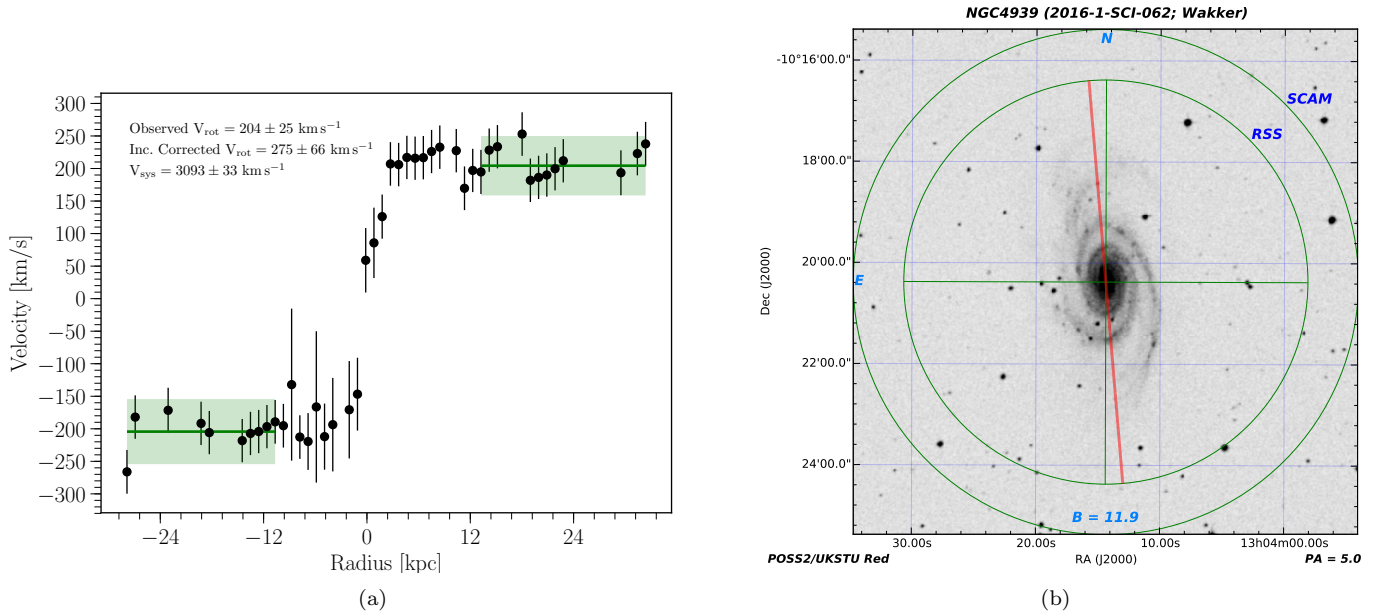 NGC4939 (2016-1-SCI-062; Wakker)
300
250
200
150
100
50
0
−50
−100
−150
−200
−250
−300
Velocity [km/s]
Observed V_rot = 204 ± 25 km s⁻¹
Inc. Corrected V_rot = 275 ± 66 km s⁻¹
V_sys = 3093 ± 33 km s⁻¹
−24 −12 0 12 24
Radius [kpc]
(a)
N
SCAM
RSS
E
B = 11.9
-10°16'00.0"
18'00.0"
20'00.0"
22'00.0"
24'00.0"
Dec (J2000)
30.00s 20.00s 10.00s 13h04m00.00s
POSS2/UKSTU Red RA (J2000) PA = 5.0
(b)